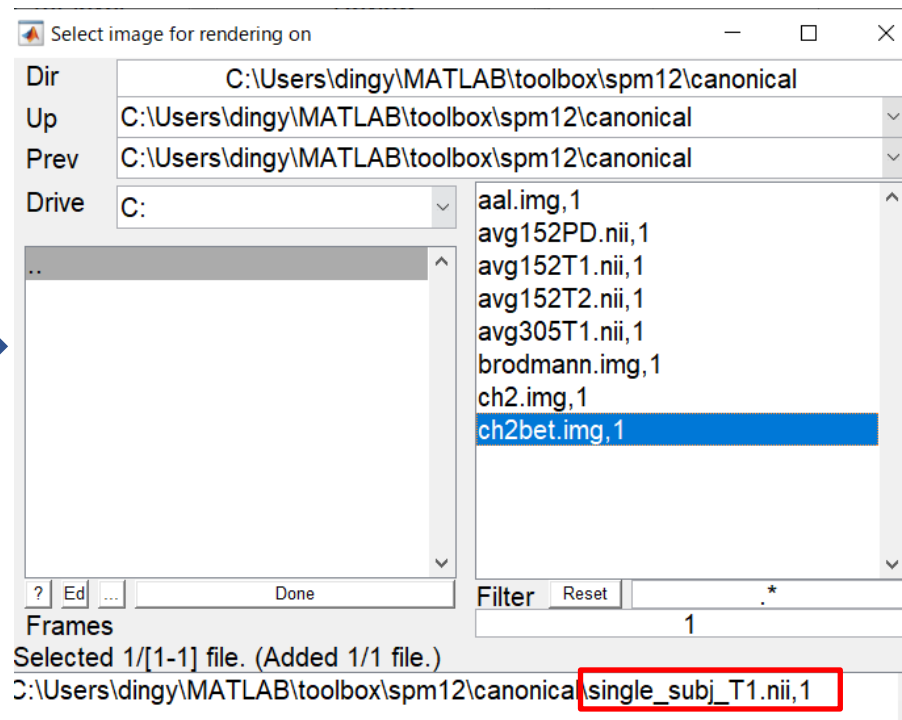 Select image for rendering on
Dir C:\Users\dingy\MATLAB\toolbox\spm12\canonical
Up C:\Users\dingy\MATLAB\toolbox\spm12\canonical
Prev C:\Users\dingy\MATLAB\toolbox\spm12\canonical
Drive C:
..
aal.img,1
avg152PD.nii,1
avg152T1.nii,1
avg152T2.nii,1
avg305T1.nii,1
brodmann.img,1
ch2.img,1
ch2bet.img,1
? Ed ... Done
Filter Reset .*
Frames 1
Selected 1/[1-1] file. (Added 1/1 file.)
C:\Users\dingy\MATLAB\toolbox\spm12\canonical\single_subj_T1.nii,1